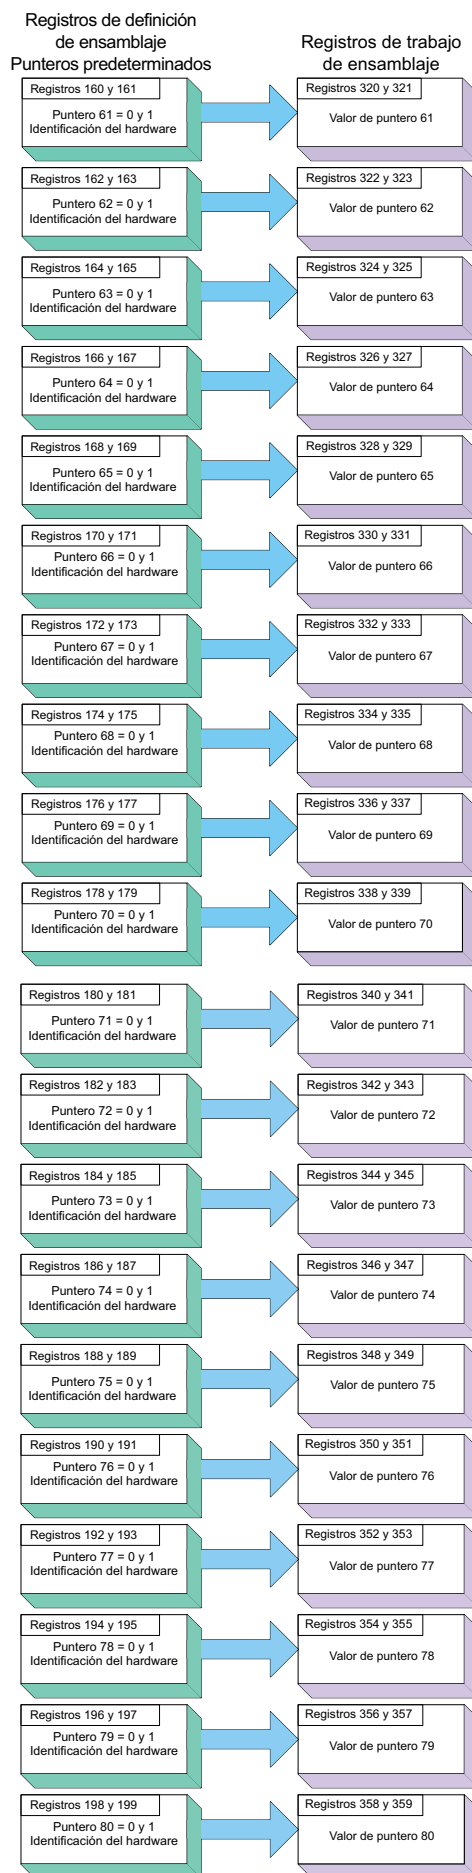 Registros de definición
de ensamblaje
Punteros predeterminados
Registros de trabajo
de ensamblaje
Registros 160 y 161
Puntero 61 = 0 y 1
Identificación del hardware
Registros 320 y 321
Valor de puntero 61
Registros 162 y 163
Puntero 62 = 0 y 1
Identificación del hardware
Registros 322 y 323
Valor de puntero 62
Registros 164 y 165
Puntero 63 = 0 y 1
Identificación del hardware
Registros 324 y 325
Valor de puntero 63
Registros 166 y 167
Puntero 64 = 0 y 1
Identificación del hardware
Registros 326 y 327
Valor de puntero 64
Registros 168 y 169
Puntero 65 = 0 y 1
Identificación del hardware
Registros 328 y 329
Valor de puntero 65
Registros 170 y 171
Puntero 66 = 0 y 1
Identificación del hardware
Registros 330 y 331
Valor de puntero 66
Registros 172 y 173
Puntero 67 = 0 y 1
Identificación del hardware
Registros 332 y 333
Valor de puntero 67
Registros 174 y 175
Puntero 68 = 0 y 1
Identificación del hardware
Registros 334 y 335
Valor de puntero 68
Registros 176 y 177
Puntero 69 = 0 y 1
Identificación del hardware
Registros 336 y 337
Valor de puntero 69
Registros 178 y 179
Puntero 70 = 0 y 1
Identificación del hardware
Registros 338 y 339
Valor de puntero 70
Registros 180 y 181
Puntero 71 = 0 y 1
Identificación del hardware
Registros 340 y 341
Valor de puntero 71
Registros 182 y 183
Puntero 72 = 0 y 1
Identificación del hardware
Registros 342 y 343
Valor de puntero 72
Registros 184 y 185
Puntero 73 = 0 y 1
Identificación del hardware
Registros 344 y 345
Valor de puntero 73
Registros 186 y 187
Puntero 74 = 0 y 1
Identificación del hardware
Registros 346 y 347
Valor de puntero 74
Registros 188 y 189
Puntero 75 = 0 y 1
Identificación del hardware
Registros 348 y 349
Valor de puntero 75
Registros 190 y 191
Puntero 76 = 0 y 1
Identificación del hardware
Registros 350 y 351
Valor de puntero 76
Registros 192 y 193
Puntero 77 = 0 y 1
Identificación del hardware
Registros 352 y 353
Valor de puntero 77
Registros 194 y 195
Puntero 78 = 0 y 1
Identificación del hardware
Registros 354 y 355
Valor de puntero 78
Registros 196 y 197
Puntero 79 = 0 y 1
Identificación del hardware
Registros 356 y 357
Valor de puntero 79
Registros 198 y 199
Puntero 80 = 0 y 1
Identificación del hardware
Registros 358 y 359
Valor de puntero 80